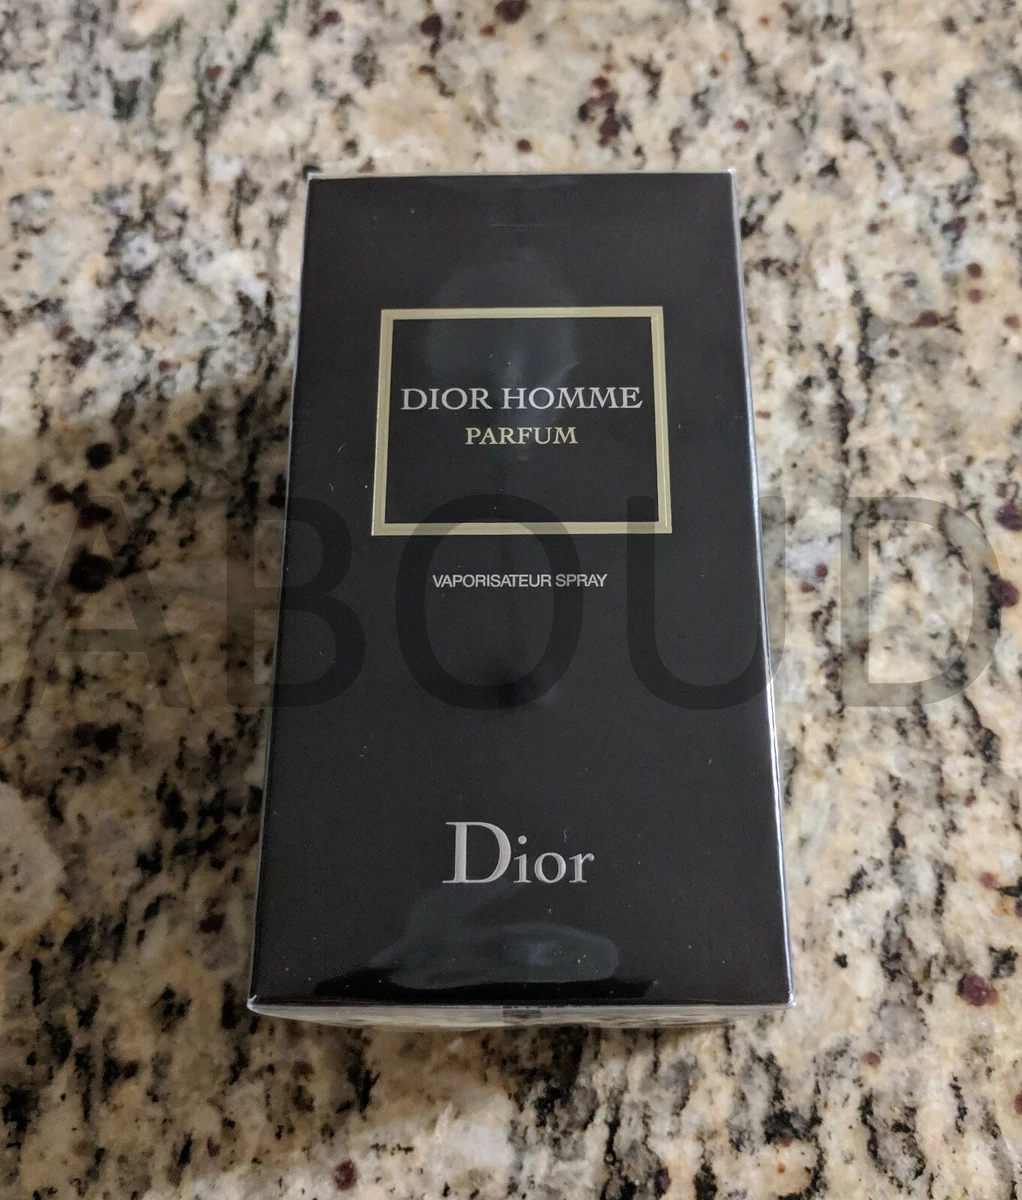 DIOR HOMME
PARFUM
VAPORISATEUR SPRAY
ABOUD
Dior